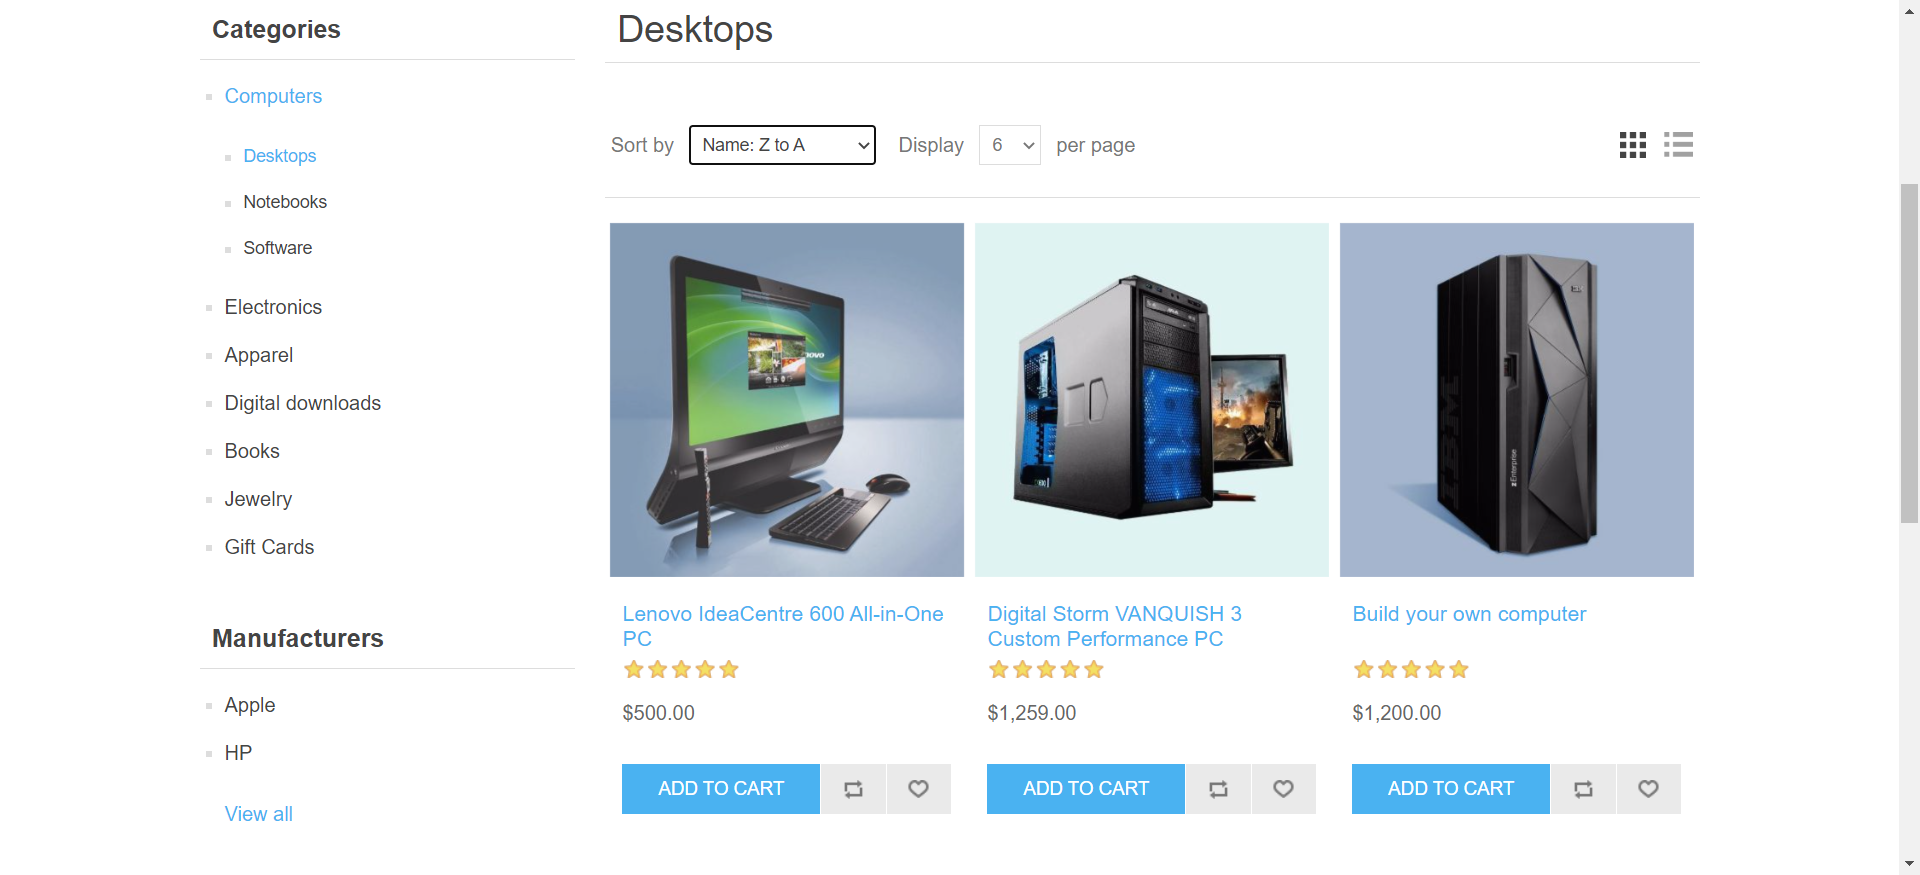 Categories
Computers
Desktops
Notebooks
Software
Electronics
Apparel
Digital downloads
Books
Jewelry
Gift Cards
Manufacturers
Apple
HP
View all
Desktops
Sort by Name: Z to A Display 6 per page
IBM
Enterprise
Lenovo IdeaCentre 600 All-in-One
PC
$500.00
ADD TO CART
Digital Storm VANQUISH 3
Custom Performance PC
$1,259.00
ADD TO CART
Build your own computer
$1,200.00
ADD TO CART